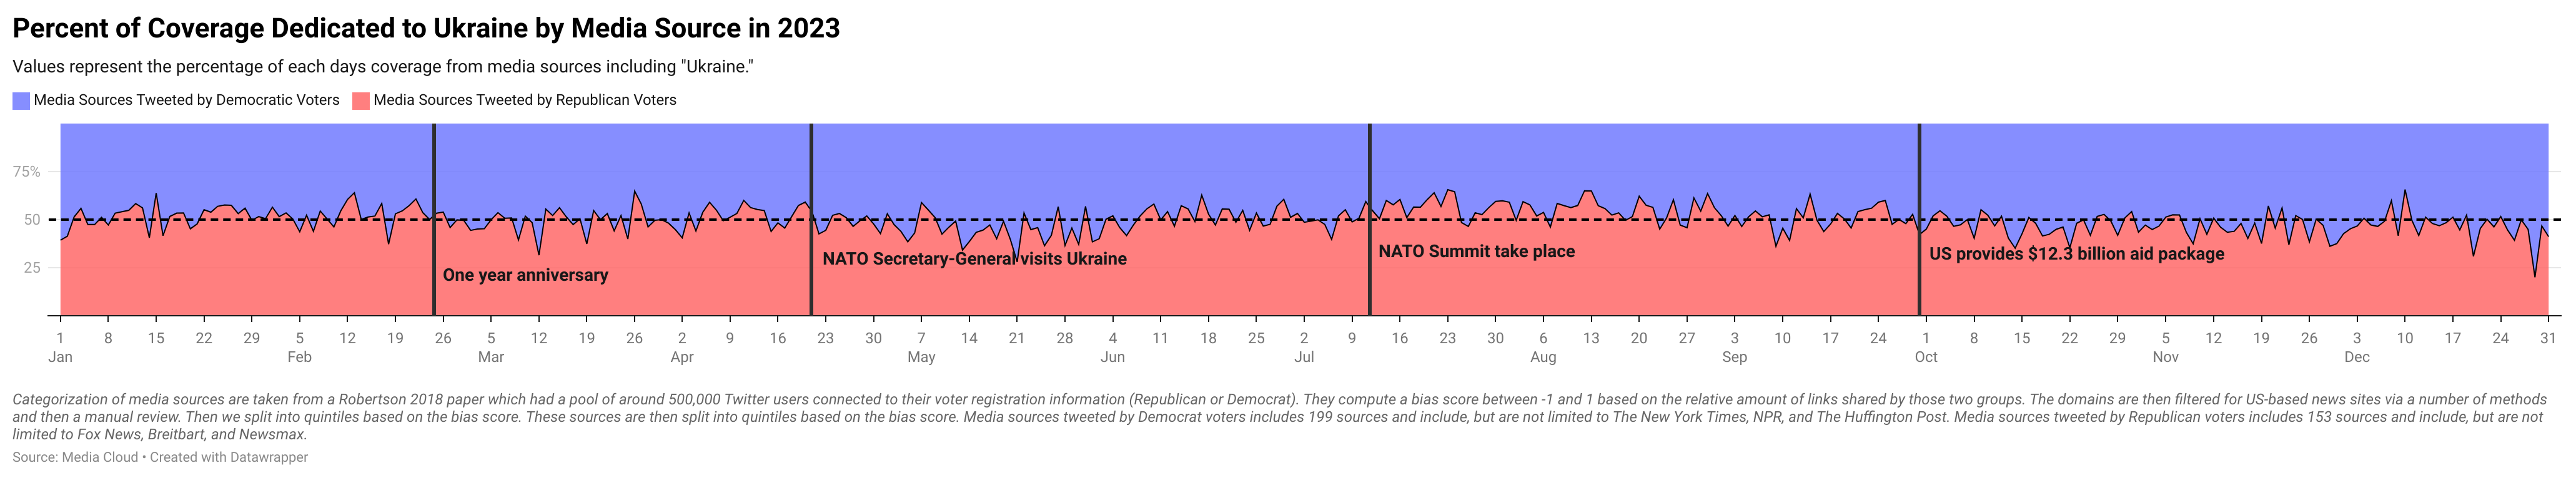 Percent of Coverage Dedicated to Ukraine by Media Source in 2023
Values represent the percentage of each days coverage from media sources including "Ukraine."
Media Sources Tweeted by Democratic Voters Media Sources Tweeted by Republican Voters
75%
50
25
One year anniversary
NATO Secretary-General visits Ukraine
NATO Summit take place
US provides $12.3 billion aid package
1 8 15 22 29 5 12 19 26 5 12 19 26 2 9 16 23 30 7 14 21 28 4 11 18 25 2 9 16 23 30 6 13 20 27 3 10 17 24 1 8 15 22 29 5 12 19 26 3 10 17 24 31
Jan Feb Mar Apr May Jun Jul Aug Sep Oct Nov Dec
Categorization of media sources are taken from a Robertson 2018 paper which had a pool of around 500,000 Twitter users connected to their voter registration information (Republican or Democrat). They compute a bias score between -1 and 1 based on the relative amount of links shared by those two groups. The domains are then filtered for US-based news sites via a number of methods
and then a manual review. Then we split into quintiles based on the bias score. These sources are then split into quintiles based on the bias score. Media sources tweeted by Democrat voters includes 199 sources and include, but are not limited to The New York Times, NPR, and The Huffington Post. Media sources tweeted by Republican voters includes 153 sources and include, but are not
limited to Fox News, Breitbart, and Newsmax.
Source: Media Cloud • Created with Datawrapper